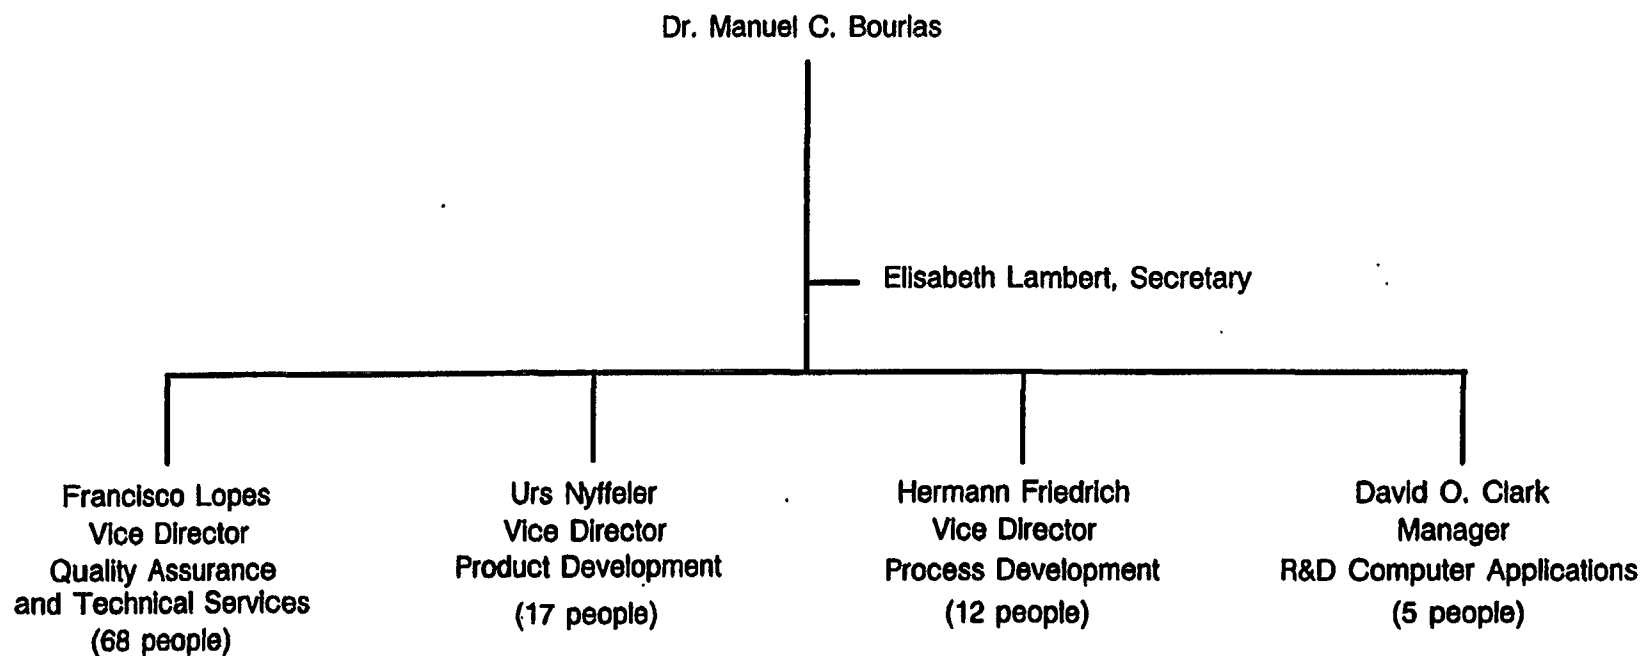 Dr. Manuel C. Bourlas
Elisabeth Lambert, Secretary
Francisco Lopes
Vice Director
Quality Assurance
and Technical Services
(68 people)
Urs Nyffeler
Vice Director
Product Development
(17 people)
Hermann Friedrich
Vice Director
Process Development
(12 people)
David O. Clark
Manager
R&D Computer Applications
(5 people)